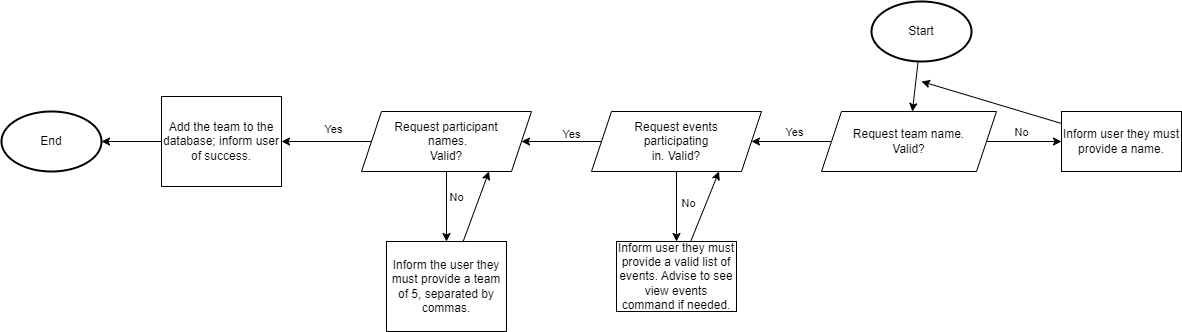 Start
Request team name.
Valid?
No
Inform user they must
provide a name.
Yes
Request events
participating
in. Valid?
No
Inform user they must
provide a valid list of
events. Advise to see
view events
command if needed.
Yes
Request participant
names.
Valid?
No
Inform the user they
must provide a team
of 5, separated by
commas.
Yes
Add the team to the
database; inform user
of success.
End